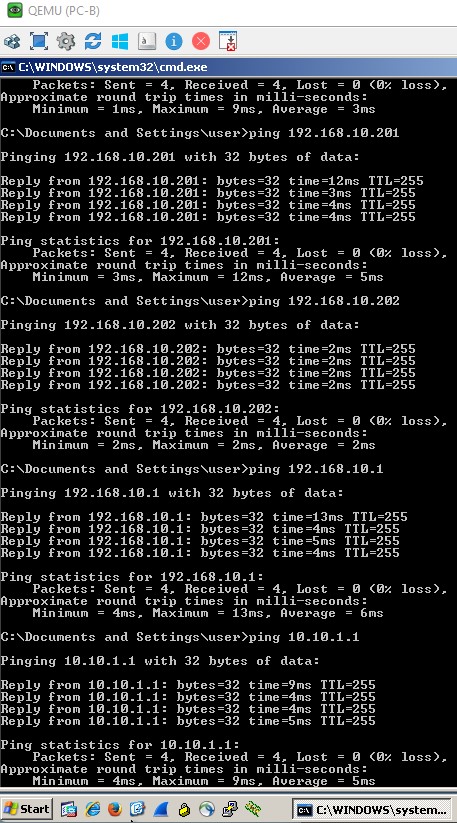 QEMU (PC-B)
C:\WINDOWS\system32\cmd.exe
    Packets: Sent = 4, Received = 4, Lost = 0 (0% loss),
Approximate round trip times in milli-seconds:
    Minimum = 1ms, Maximum = 9ms, Average = 3ms
C:\Documents and Settings\user>ping 192.168.10.201
Pinging 192.168.10.201 with 32 bytes of data:
Reply from 192.168.10.201: bytes=32 time=12ms TTL=255
Reply from 192.168.10.201: bytes=32 time=3ms TTL=255
Reply from 192.168.10.201: bytes=32 time=4ms TTL=255
Reply from 192.168.10.201: bytes=32 time=4ms TTL=255
Ping statistics for 192.168.10.201:
    Packets: Sent = 4, Received = 4, Lost = 0 (0% loss),
Approximate round trip times in milli-seconds:
    Minimum = 3ms, Maximum = 12ms, Average = 5ms
C:\Documents and Settings\user>ping 192.168.10.202
Pinging 192.168.10.202 with 32 bytes of data:
Reply from 192.168.10.202: bytes=32 time=2ms TTL=255
Reply from 192.168.10.202: bytes=32 time=2ms TTL=255
Reply from 192.168.10.202: bytes=32 time=2ms TTL=255
Reply from 192.168.10.202: bytes=32 time=2ms TTL=255
Ping statistics for 192.168.10.202:
    Packets: Sent = 4, Received = 4, Lost = 0 (0% loss),
Approximate round trip times in milli-seconds:
    Minimum = 2ms, Maximum = 2ms, Average = 2ms
C:\Documents and Settings\user>ping 192.168.10.1
Pinging 192.168.10.1 with 32 bytes of data:
Reply from 192.168.10.1: bytes=32 time=13ms TTL=255
Reply from 192.168.10.1: bytes=32 time=4ms TTL=255
Reply from 192.168.10.1: bytes=32 time=5ms TTL=255
Reply from 192.168.10.1: bytes=32 time=4ms TTL=255
Ping statistics for 192.168.10.1:
    Packets: Sent = 4, Received = 4, Lost = 0 (0% loss),
Approximate round trip times in milli-seconds:
    Minimum = 4ms, Maximum = 13ms, Average = 6ms
C:\Documents and Settings\user>ping 10.10.1.1
Pinging 10.10.1.1 with 32 bytes of data:
Reply from 10.10.1.1: bytes=32 time=9ms TTL=255
Reply from 10.10.1.1: bytes=32 time=4ms TTL=255
Reply from 10.10.1.1: bytes=32 time=4ms TTL=255
Reply from 10.10.1.1: bytes=32 time=5ms TTL=255
Ping statistics for 10.10.1.1:
    Packets: Sent = 4, Received = 4, Lost = 0 (0% loss),
Approximate round trip times in milli-seconds:
    Minimum = 4ms, Maximum = 9ms, Average = 5ms
Start C:\WINDOWS\system...